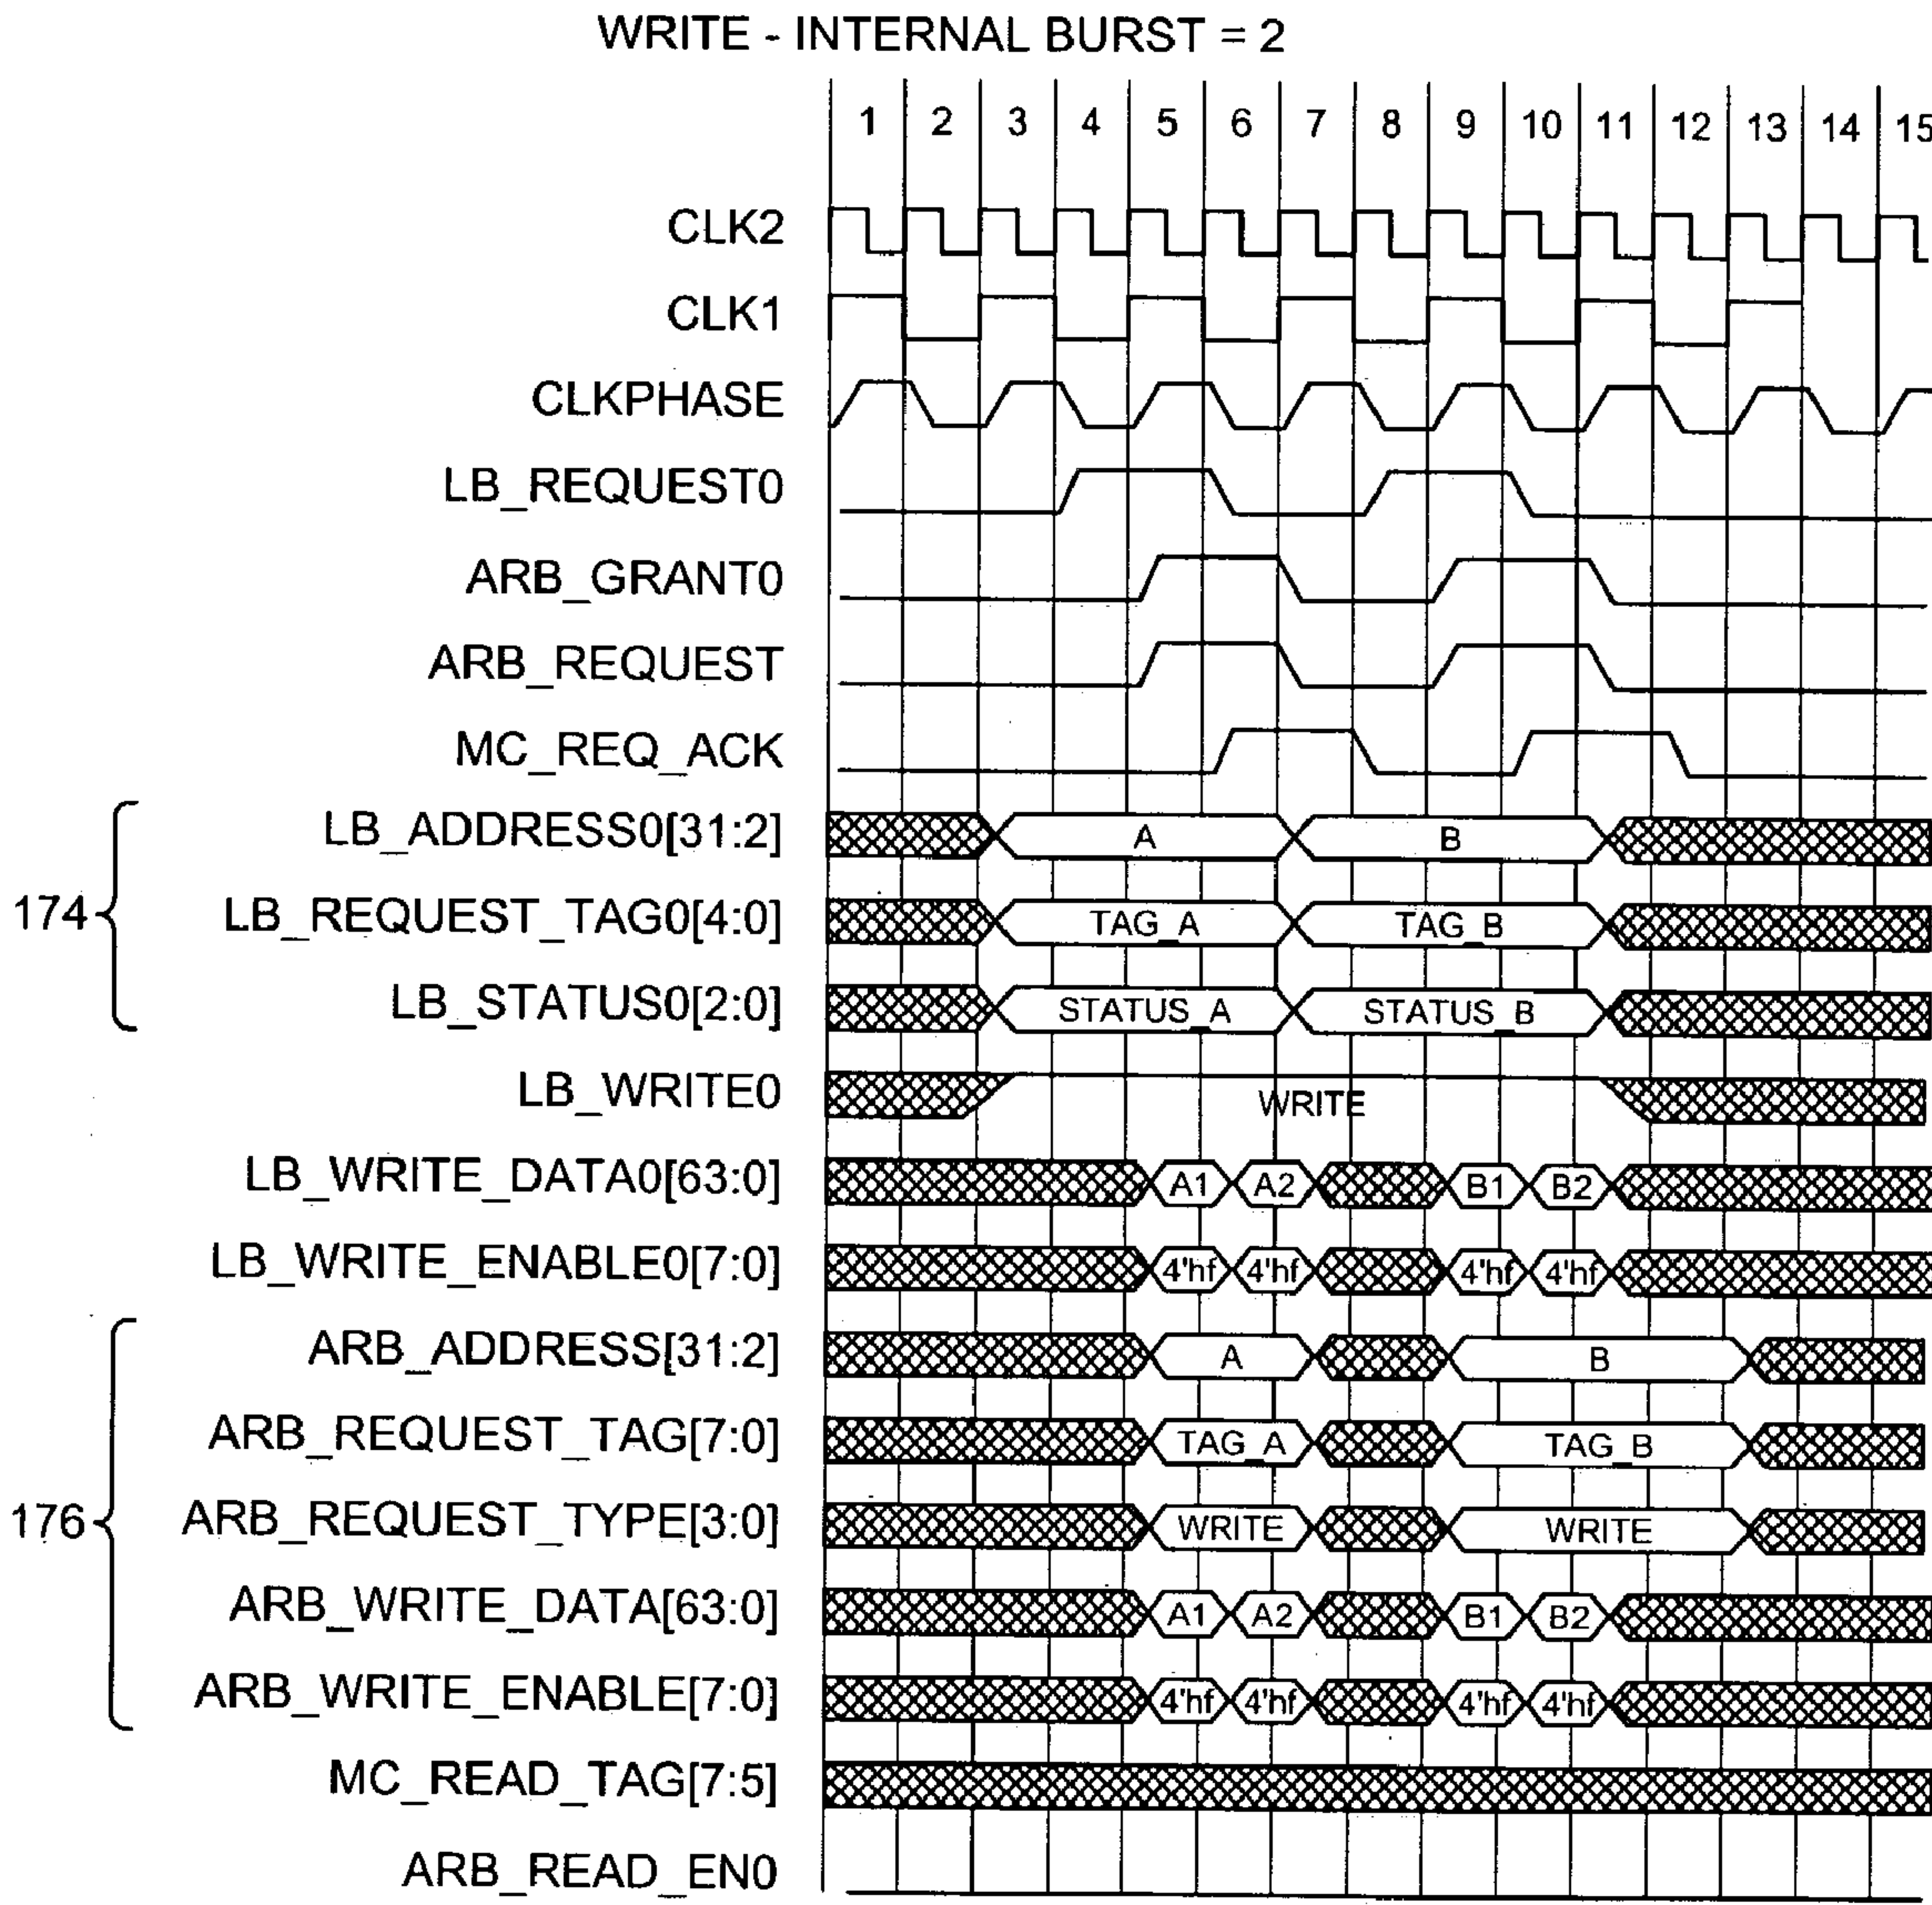 WRITE - INTERNAL BURST = 2
1 2 3 4 5 6 7 8 9 10 11 12 13 14 15
CLK2
CLK1
CLKPHASE
LB_REQUEST0
ARB_GRANT0
ARB_REQUEST
MC_REQ_ACK
LB_ADDRESS0[31:2] A B
174 LB_REQUEST_TAG0[4:0] TAG_A TAG_B
LB_STATUS0[2:0] STATUS_A STATUS_B
LB_WRITE0 WRITE
LB_WRITE_DATA0[63:0] A1 A2 B1 B2
LB_WRITE_ENABLE0[7:0] 4'hf 4'hf 4'hf 4'hf
ARB_ADDRESS[31:2] A B
ARB_REQUEST_TAG[7:0] TAG_A TAG_B
176 ARB_REQUEST_TYPE[3:0] WRITE WRITE
ARB_WRITE_DATA[63:0] A1 A2 B1 B2
ARB_WRITE_ENABLE[7:0] 4'hf 4'hf 4'hf 4'hf
MC_READ_TAG[7:5]
ARB_READ_EN0